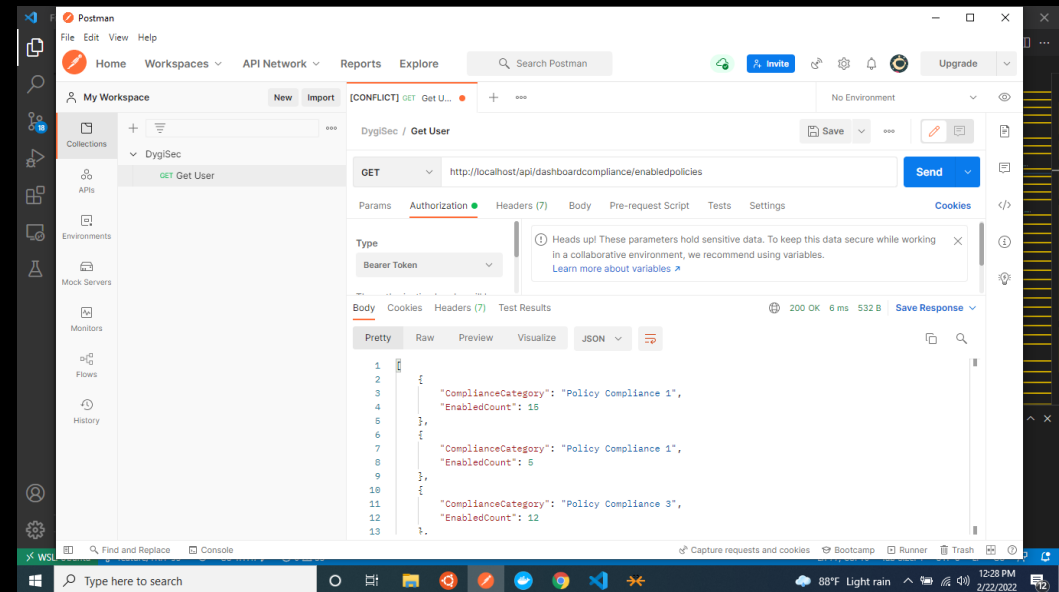 Postman
File Edit View Help
Home Workspaces API Network Reports Explore Search Postman Invite Upgrade
My Workspace New Import [CONFLICT] GET Get U... No Environment
Collections
DygiSec
GET Get User
APIs
Environments
Mock Servers
Monitors
Flows
History
18
DygiSec / Get User Save
GET http://localhost/api/dashboardcompliance/enabledpolicies Send
Params Authorization Headers (7) Body Pre-request Script Tests Settings Cookies
Type
Bearer Token
Heads up! These parameters hold sensitive data. To keep this data secure while working
in a collaborative environment, we recommend using variables.
Learn more about variables
Body Cookies Headers (7) Test Results 200 OK 6 ms 532 B Save Response
Pretty Raw Preview Visualize JSON
1 [
2 {
3 "ComplianceCategory": "Policy Compliance 1",
4 "EnabledCount": 15
5 },
6 {
7 "ComplianceCategory": "Policy Compliance 1",
8 "EnabledCount": 5
9 },
10 {
11 "ComplianceCategory": "Policy Compliance 3",
12 "EnabledCount": 12
13 },
Find and Replace Console Capture requests and cookies Bootcamp Runner Trash
Type here to search 88°F Light rain 12:28 PM
2/22/2022
12